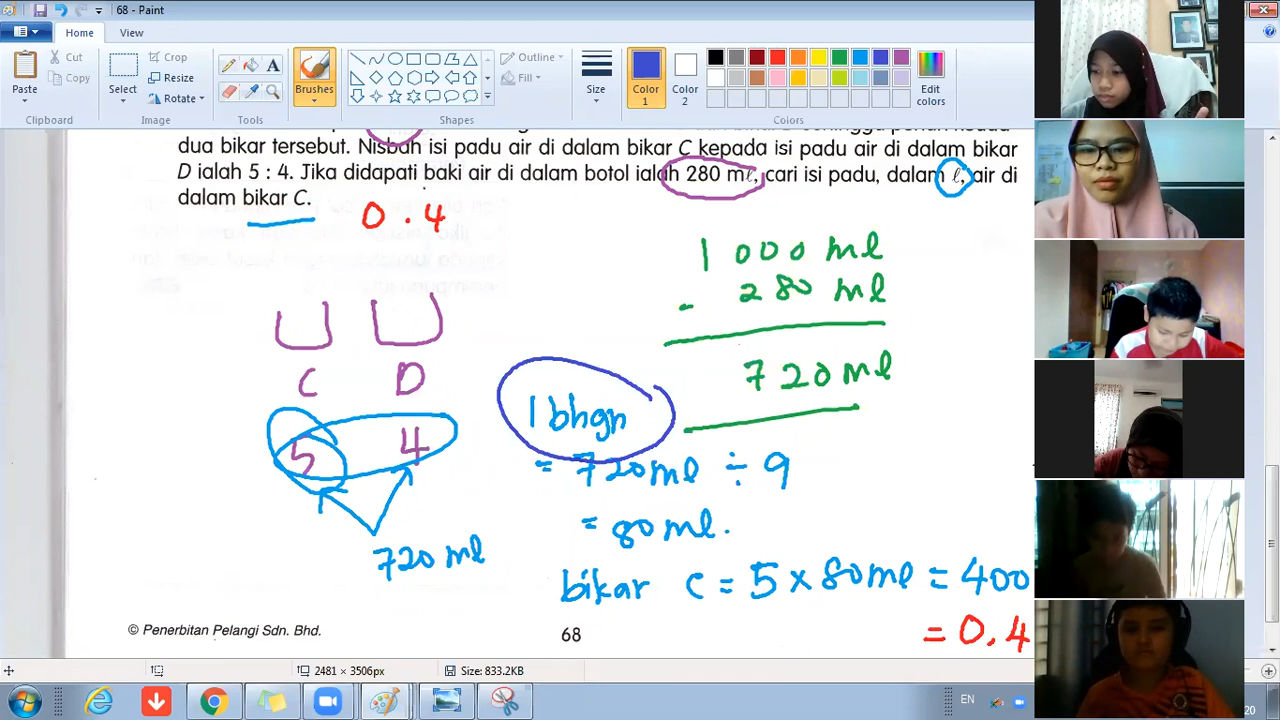 68 - Paint
Home View
Paste
Cut
Copy
Clipboard
Select
Crop
Resize
Rotate
Image
A
Tools
Brushes
Shapes
Outline
Fill
Size
Color 1
Color 2
Edit colors
Colors
dua bikar tersebut. Nisbah isi padu air di dalam bikar C kepada isi padu air di dalam bikar
D ialah 5 : 4. Jika didapati baki air di dalam botol ialah 280 mℓ, cari isi padu, dalam ℓ, air di
dalam bikar C.
0.4
1 000 ml
- 280 ml
720 ml
C D
5 4
720 ml
1 bhgn
= 720 ml ÷ 9
= 80 ml.
bikar C = 5 x 80 ml = 400
= 0.4
© Penerbitan Pelangi Sdn. Bhd.
68
2481 × 3506px
Size: 833.2KB
EN
20